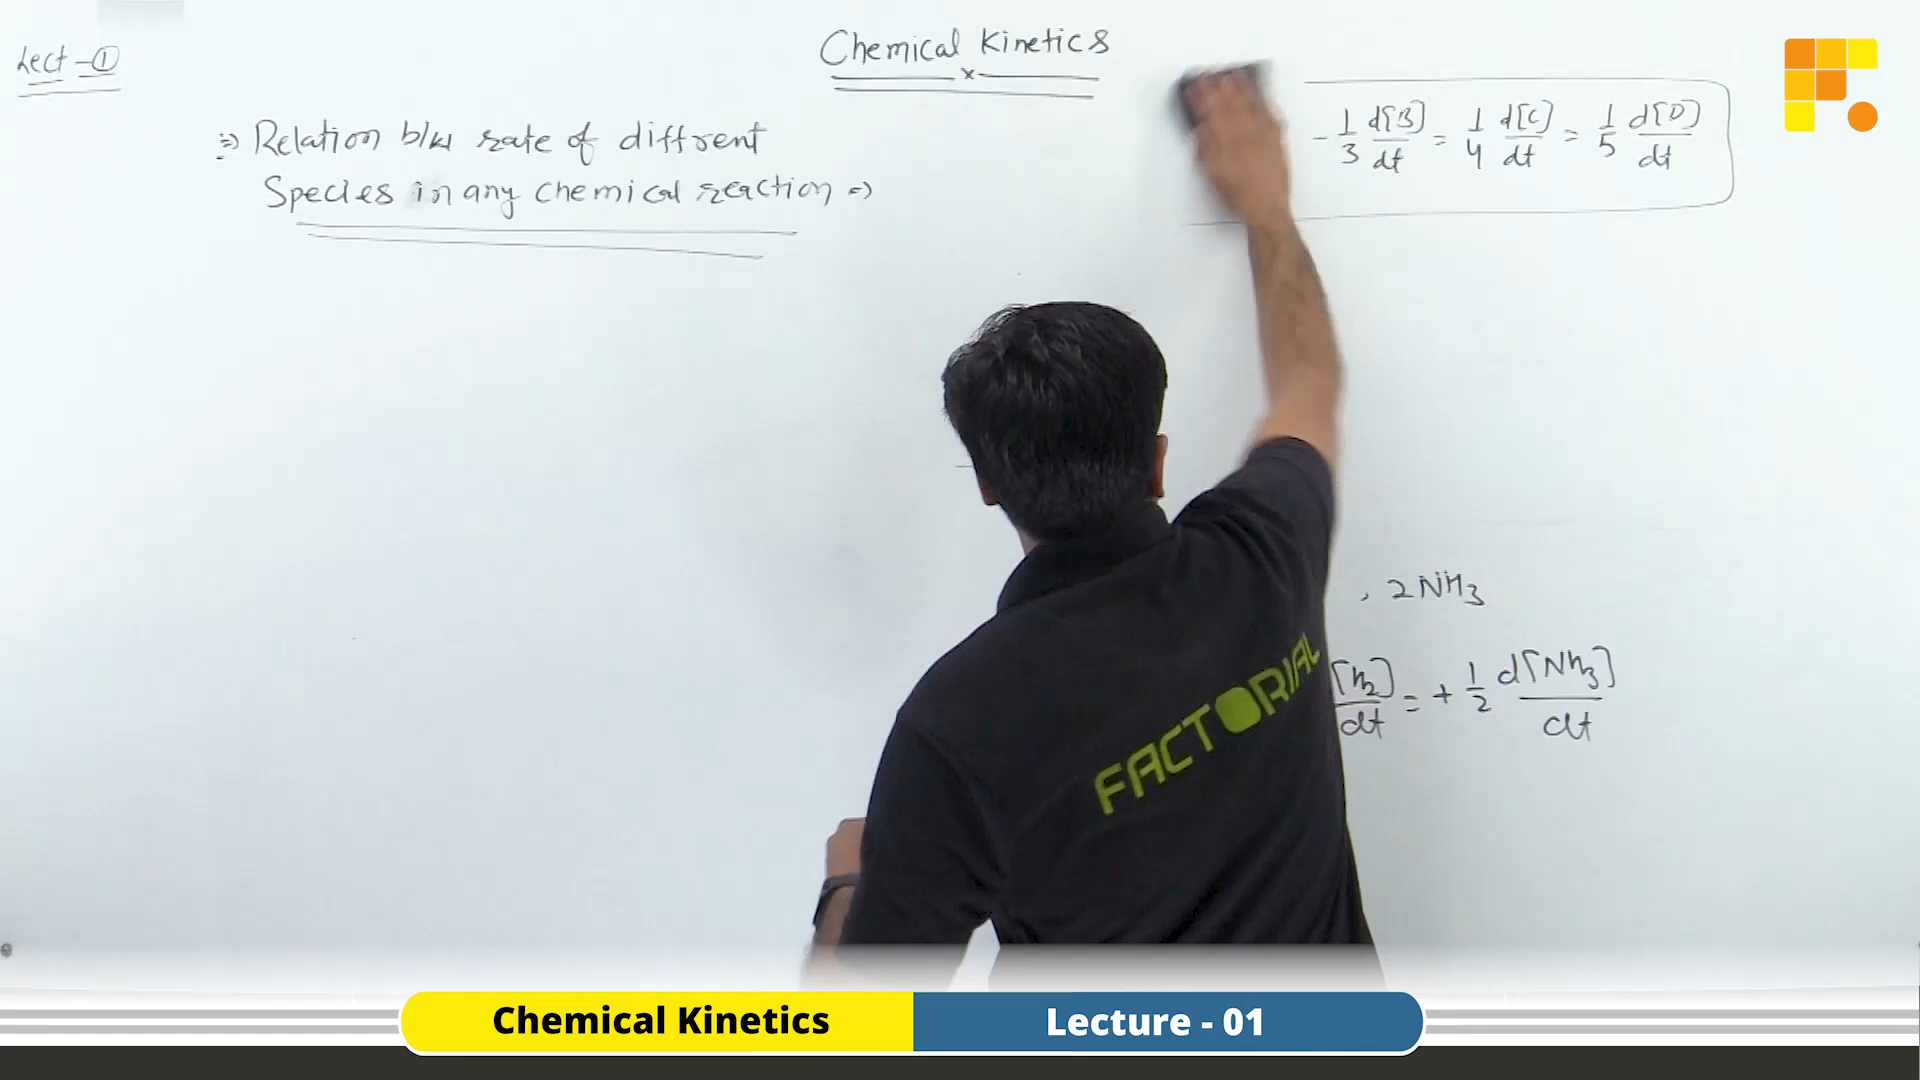 Lect - ①
Chemical Kinetics
x
⇒ Relation b/w rate of diffrent
Species in any chemical reaction ⇒
- 1/3 d[B]/dt = 1/4 d[C]/dt = 1/5 d[D]/dt
, 2NH3
[h2]/dt = + 1/2 d[Nh3]/dt
FACTORIAL
Chemical Kinetics
Lecture - 01